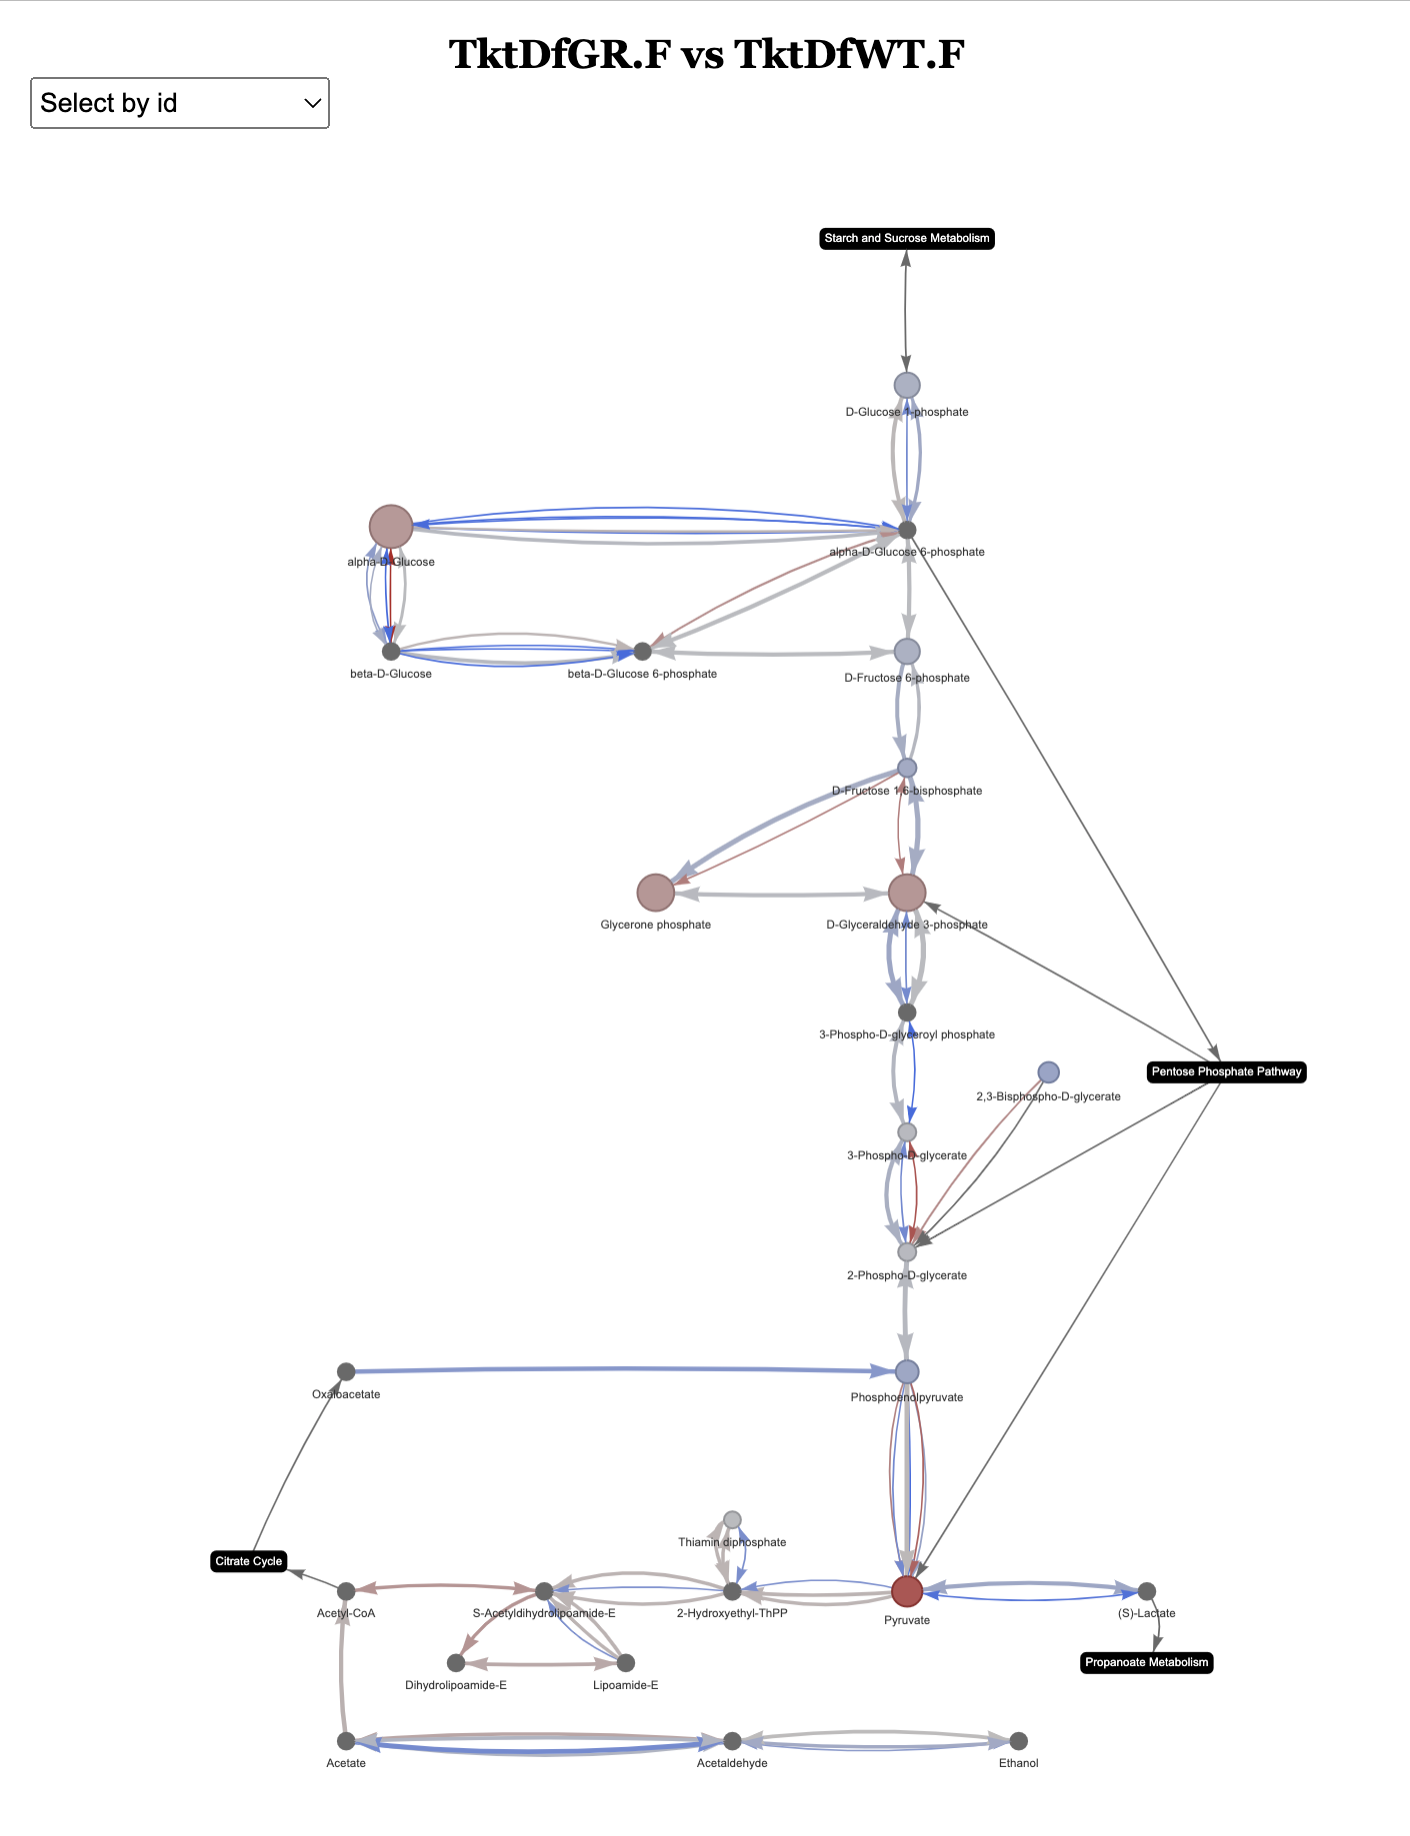 TktDfGR.F vs TktDfWT.F
Select by id
Starch and Sucrose Metabolism
D-Glucose 1-phosphate
alpha-D-Glucose 6-phosphate
alpha-D-Glucose
beta-D-Glucose
beta-D-Glucose 6-phosphate
D-Fructose 6-phosphate
D-Fructose 1,6-bisphosphate
Glycerone phosphate
D-Glyceraldehyde 3-phosphate
3-Phospho-D-glyceroyl phosphate
Pentose Phosphate Pathway
2,3-Bisphospho-D-glycerate
3-Phospho-D-glycerate
2-Phospho-D-glycerate
Oxaloacetate
Phosphoenolpyruvate
Thiamin diphosphate
Citrate Cycle
Acetyl-CoA
S-Acetyldihydrolipoamide-E
2-Hydroxyethyl-ThPP
Pyruvate
(S)-Lactate
Propanoate Metabolism
Dihydrolipoamide-E
Lipoamide-E
Acetate
Acetaldehyde
Ethanol